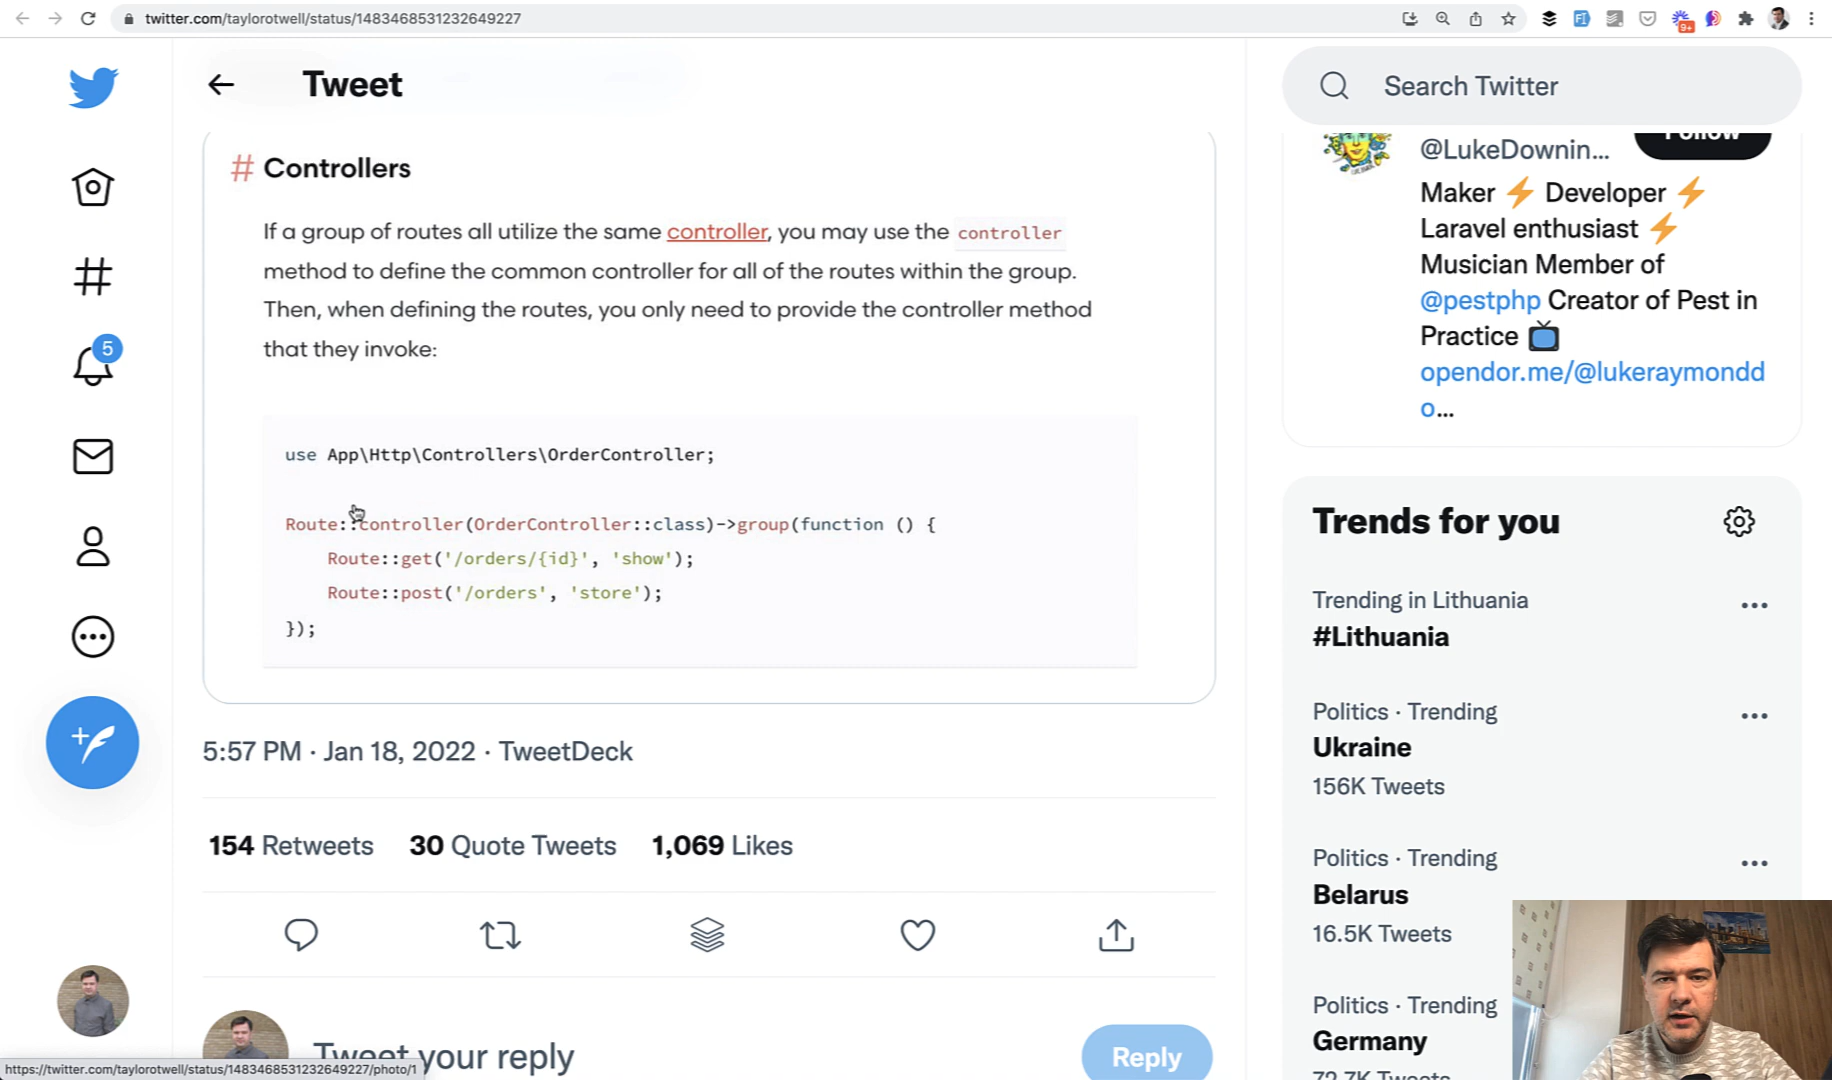 twitter.com/taylorotwell/status/1483468531232649227
9+
Tweet
# Controllers
If a group of routes all utilize the same controller, you may use the controller
method to define the common controller for all of the routes within the group.
Then, when defining the routes, you only need to provide the controller method
that they invoke:
use App\Http\Controllers\OrderController;
Route::controller(OrderController::class)->group(function () {
Route::get('/orders/{id}', 'show');
Route::post('/orders', 'store');
});
5:57 PM · Jan 18, 2022 · TweetDeck
154 Retweets 30 Quote Tweets 1,069 Likes
Tweet your reply
Reply
https://twitter.com/taylorotwell/status/1483468531232649227/photo/1
5
Search Twitter
Follow
@LukeDownin...
Maker ⚡ Developer ⚡
Laravel enthusiast ⚡
Musician Member of
@pestphp Creator of Pest in
Practice 📺
opendor.me/@lukeraymondd
o...
Trends for you
Trending in Lithuania
#Lithuania
Politics · Trending
Ukraine
156K Tweets
Politics · Trending
Belarus
16.5K Tweets
Politics · Trending
Germany
72.7K Tweets